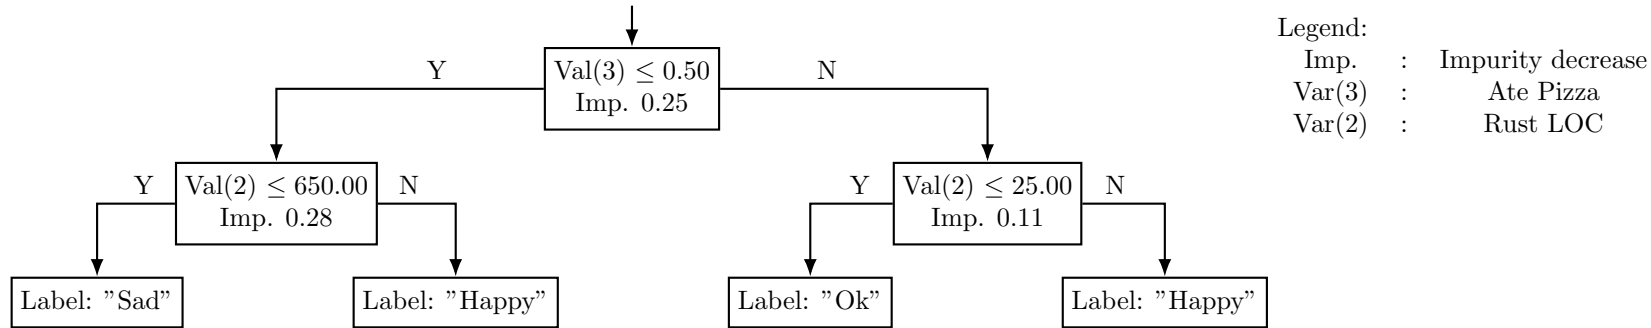 Legend:
Imp. : Impurity decrease
Var(3) : Ate Pizza
Var(2) : Rust LOC
Val(3) ≤ 0.50
Imp. 0.25
Y
N
Val(2) ≤ 650.00
Imp. 0.28
Y
N
Val(2) ≤ 25.00
Imp. 0.11
Y
N
Label: ”Sad”
Label: ”Happy”
Label: ”Ok”
Label: ”Happy”